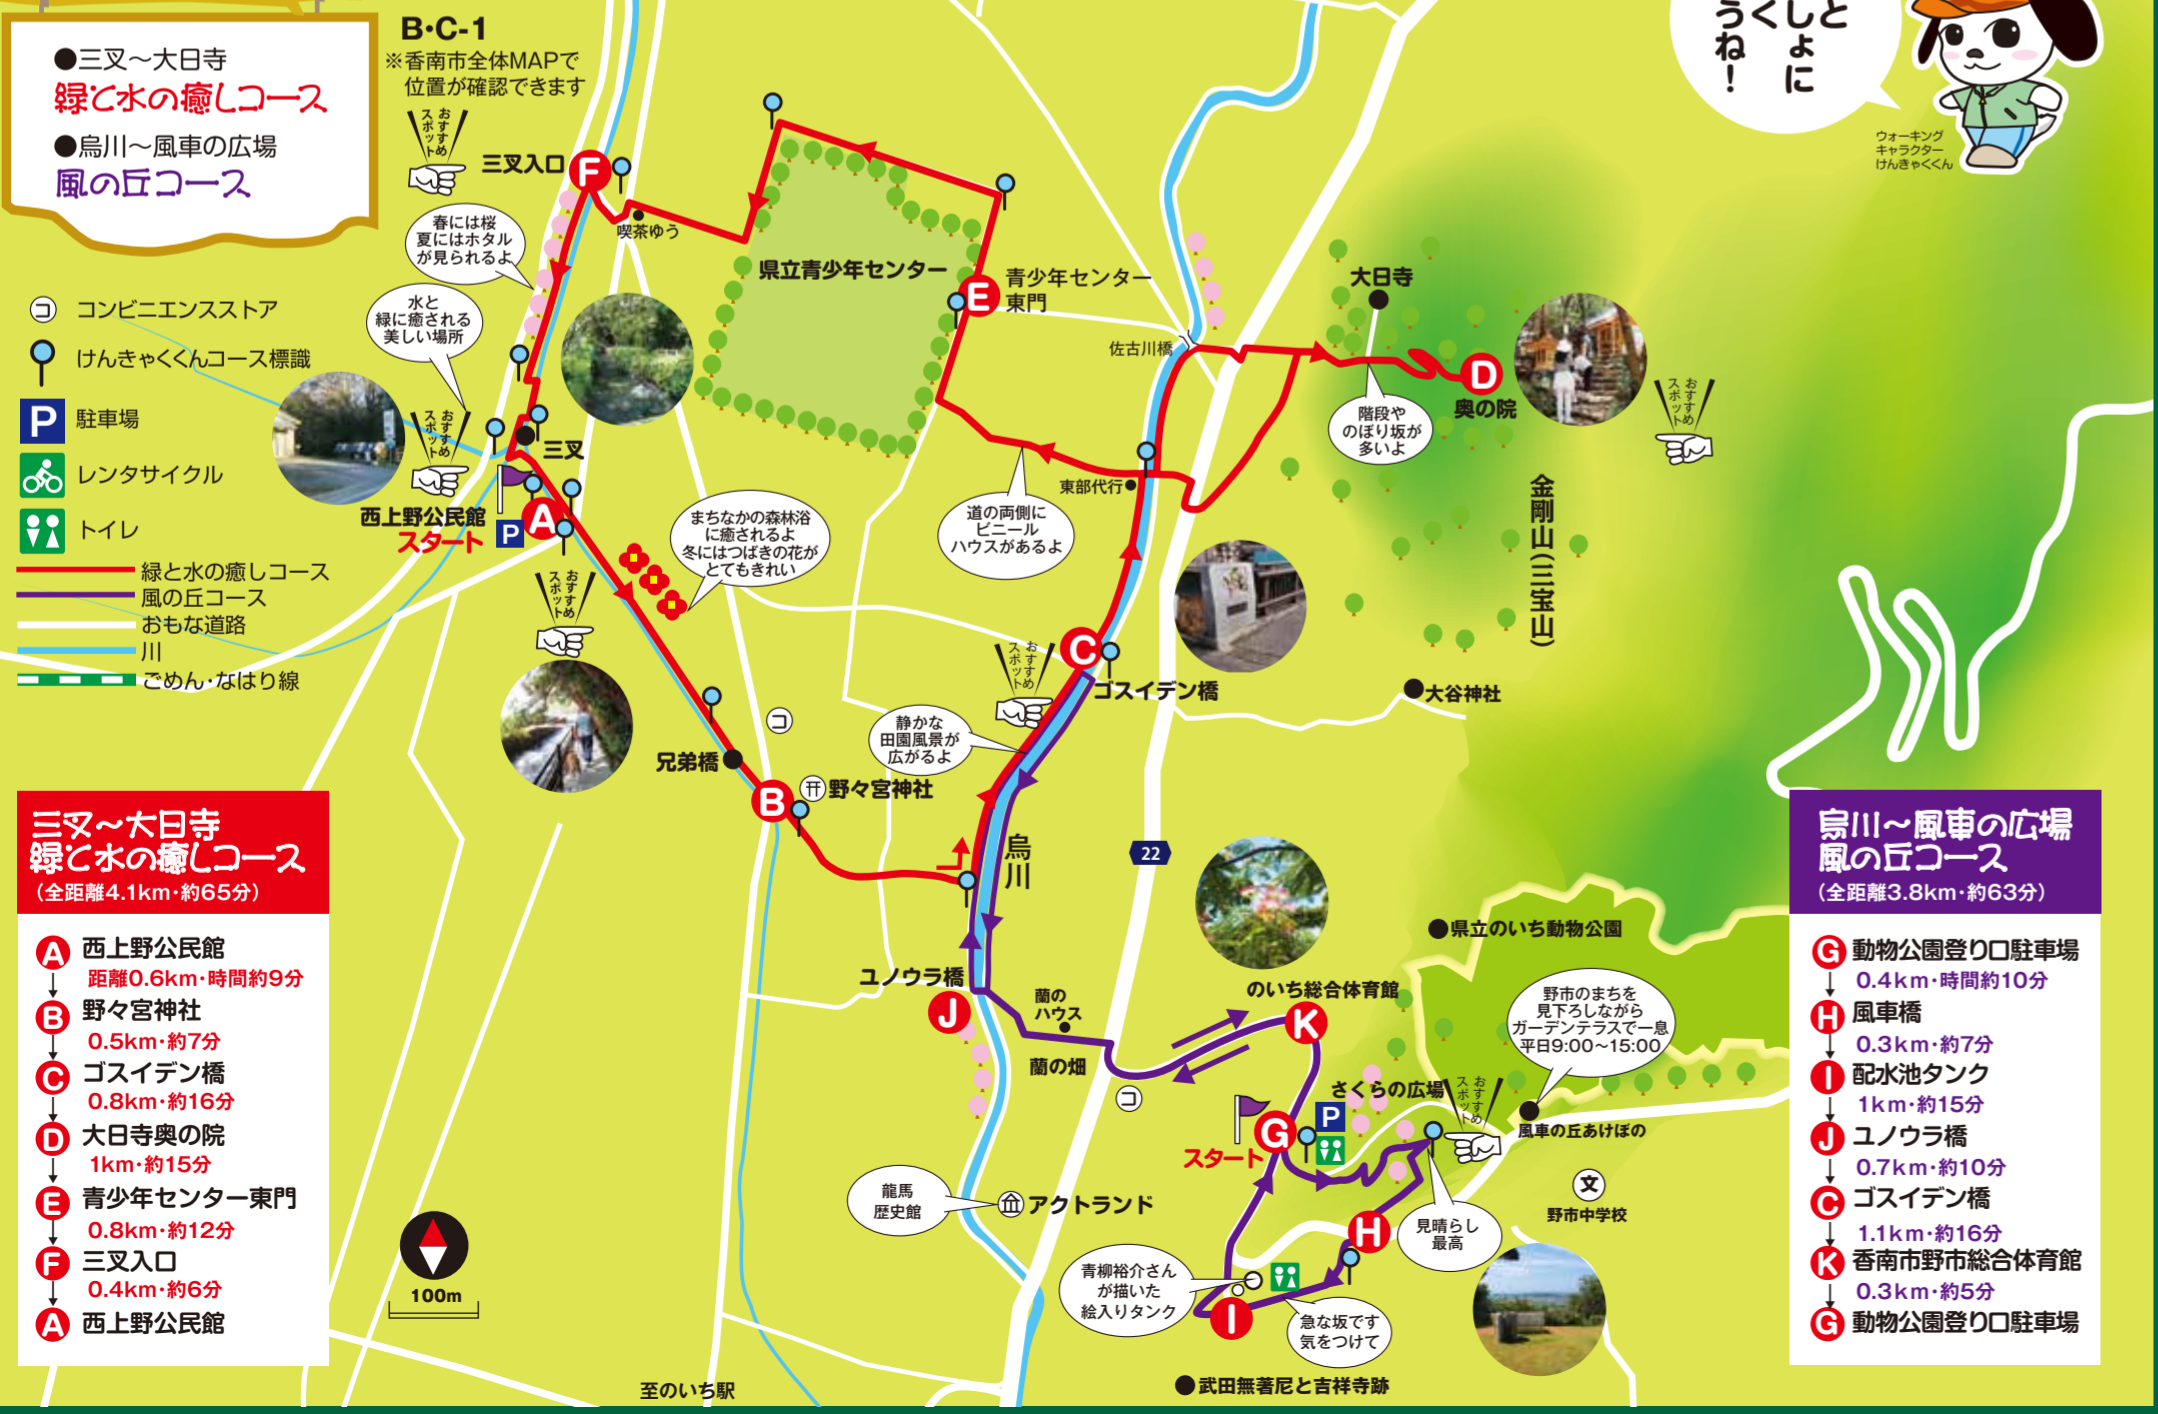 ●三叉～大日寺
緑と水の癒しコース
●烏川～風車の広場
風の丘コース
B・C-1
※香南市全体MAPで
位置が確認できます
しょに
くしと
うね！
ウォーキング
キャラクター
けんきゃくくん
コ コンビニエンスストア
けんきゃくくんコース標識
P 駐車場
レンタサイクル
トイレ
緑と水の癒しコース
風の丘コース
おもな道路
川
ごめん・なはり線
おすすめ
スポット
三叉入口
F
喫茶ゆう
春には桜
夏にはホタル
が見られるよ
水と
緑に癒される
美しい場所
おすすめ
スポット
三叉
西上野公民館
スタート
P
A
おすすめ
スポット
まちなかの森林浴
に癒されるよ
冬にはつばきの花が
とてもきれい
県立青少年センター
E
青少年センター
東門
佐古川橋
大日寺
D
奥の院
おすすめ
スポット
階段や
のぼり坂が
多いよ
金剛山（三宝山）
東部代行
道の両側に
ビニール
ハウスがあるよ
C
ゴスイデン橋
おすすめ
スポット
大谷神社
静かな
田園風景が
広がるよ
コ
兄弟橋
B
野々宮神社
烏川
22
ユノウラ橋
J
蘭の
ハウス
蘭の畑
コ
のいち総合体育館
K
県立のいち動物公園
野市のまちを
見下ろしながら
ガーデンテラスで一息
平日9:00～15:00
さくらの広場
おすすめ
スポット
風車の丘あけぼの
G
スタート
P
文
野市中学校
見晴らし
最高
H
龍馬
歴史館
アクトランド
青柳裕介さん
が描いた
絵入りタンク
I
急な坂です
気をつけて
武田無著尼と吉祥寺跡
至のいち駅
100m
三叉～大日寺
緑と水の癒しコース
（全距離4.1km・約65分）
A 西上野公民館
距離0.6km・時間約9分
B 野々宮神社
0.5km・約7分
C ゴスイデン橋
0.8km・約16分
D 大日寺奥の院
1km・約15分
E 青少年センター東門
0.8km・約12分
F 三叉入口
0.4km・約6分
A 西上野公民館
烏川～風車の広場
風の丘コース
（全距離3.8km・約63分）
G 動物公園登り口駐車場
0.4km・時間約10分
H 風車橋
0.3km・約7分
I 配水池タンク
1km・約15分
J ユノウラ橋
0.7km・約10分
C ゴスイデン橋
1.1km・約16分
K 香南市野市総合体育館
0.3km・約5分
G 動物公園登り口駐車場